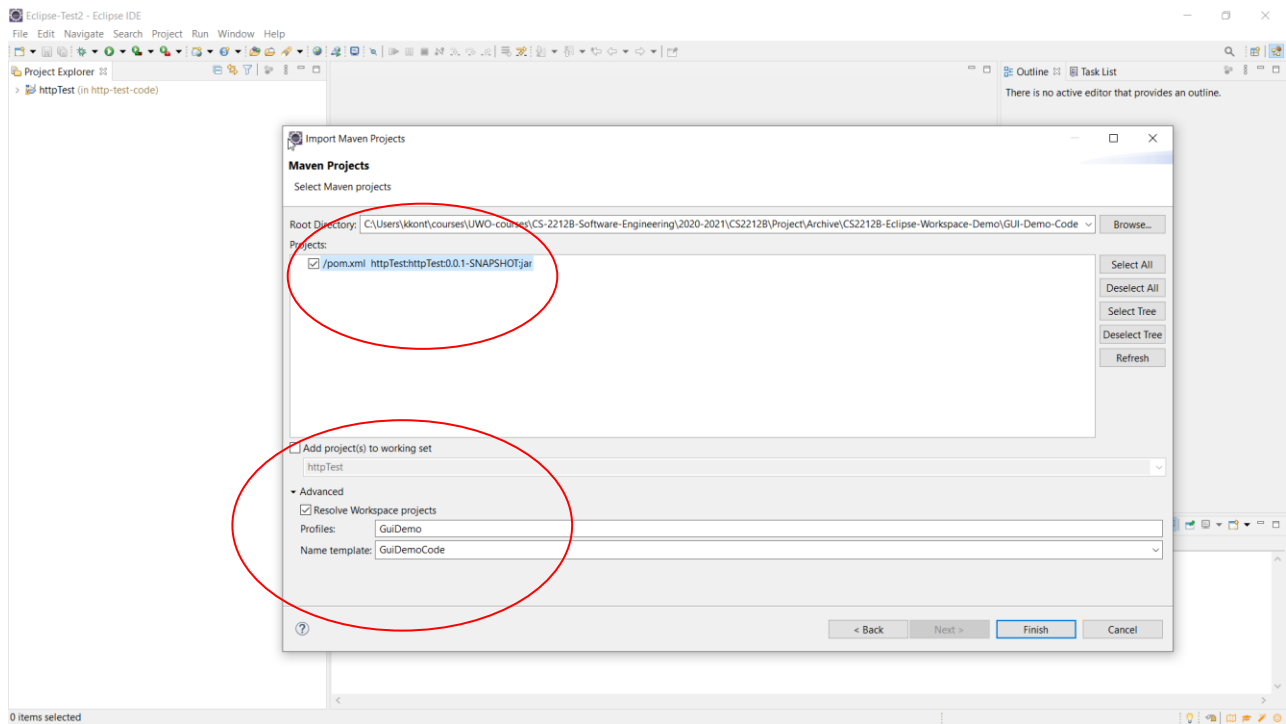 Eclipse-Test2 - Eclipse IDE
File Edit Navigate Search Project Run Window Help
Project Explorer
httpTest (in http-test-code)
Outline Task List
There is no active editor that provides an outline.
Import Maven Projects
Maven Projects
Select Maven projects
Root Directory: C:\Users\kkont\courses\UWO-courses\CS-2212B-Software-Engineering\2020-2021\CS2212B\Project\Archive\CS2212B-Eclipse-Workspace-Demo\GUI-Demo-Code Browse...
Projects:
/pom.xml httpTest:httpTest:0.0.1-SNAPSHOT:jar
Select All
Deselect All
Select Tree
Deselect Tree
Refresh
Add project(s) to working set
httpTest
Advanced
Resolve Workspace projects
Profiles: GuiDemo
Name template: GuiDemoCode
? < Back Next > Finish Cancel
0 items selected